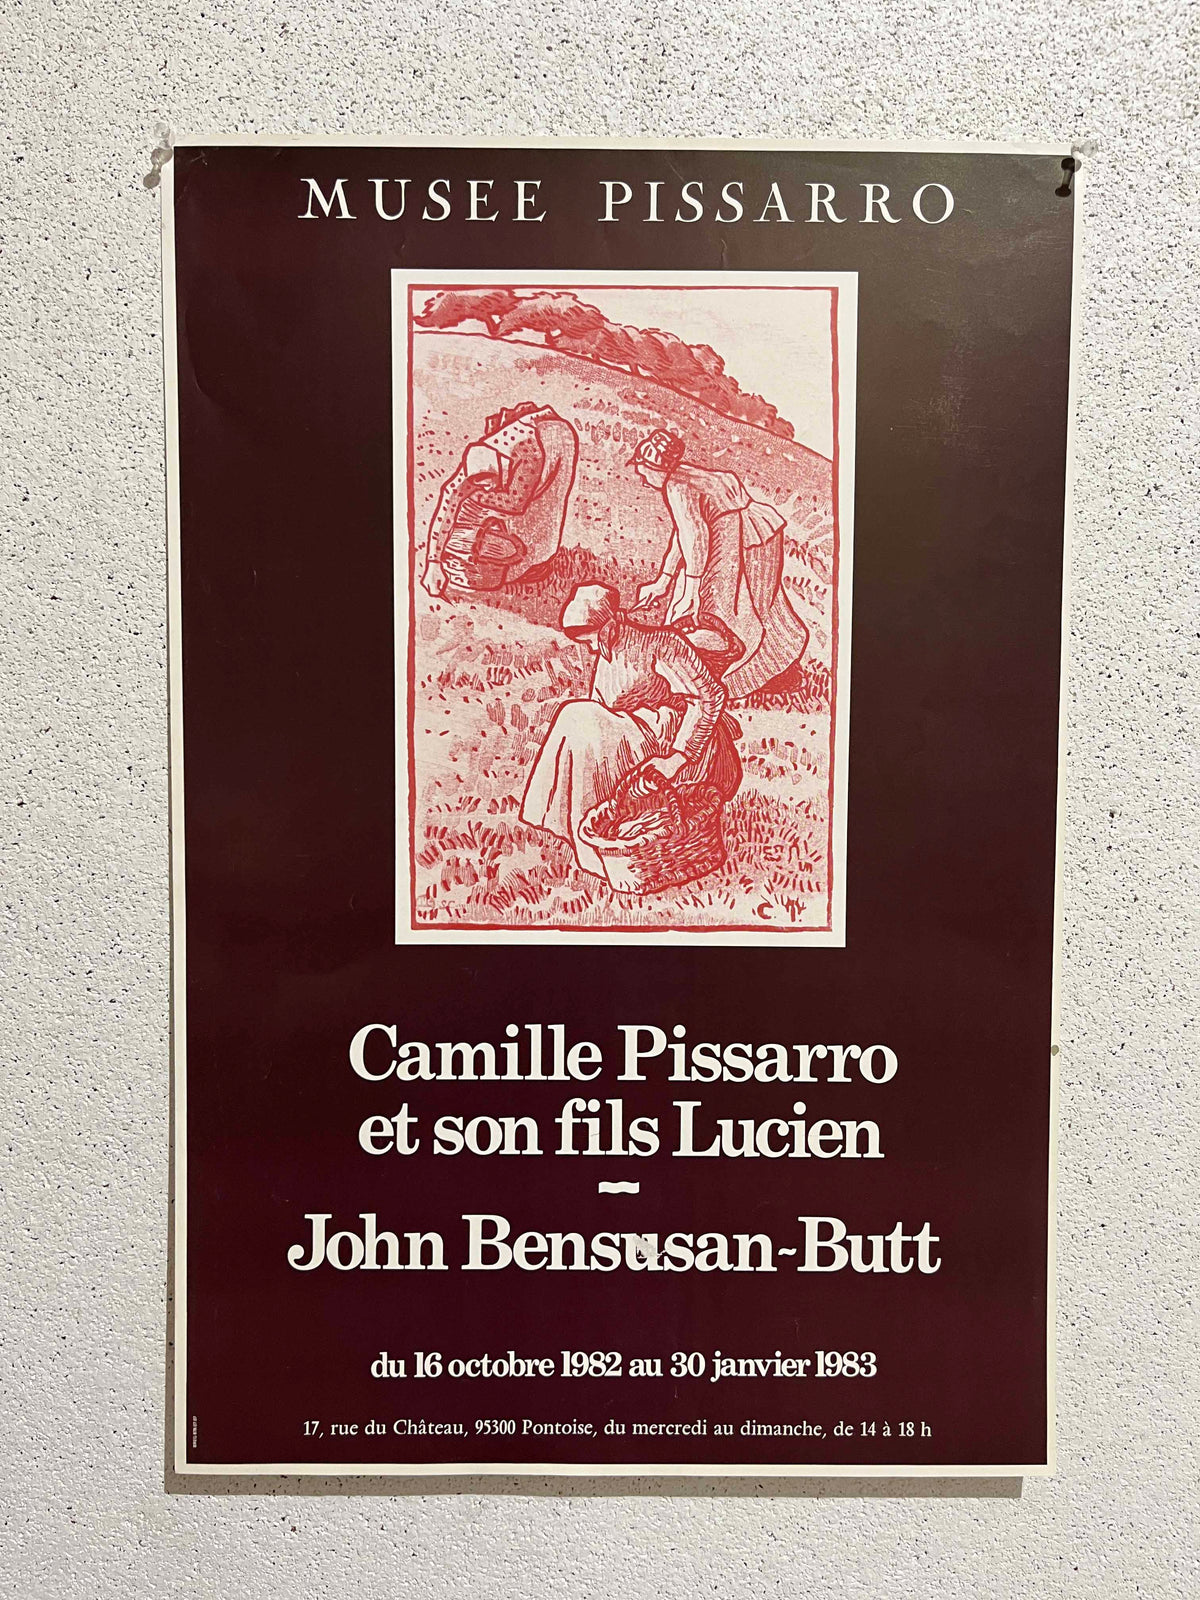 MUSEE PISSARRO
C. P.
Camille Pissarro
et son fils Lucien
~
John Bensusan-Butt
du 16 octobre 1982 au 30 janvier 1983
17, rue du Château, 95300 Pontoise, du mercredi au dimanche, de 14 à 18 h